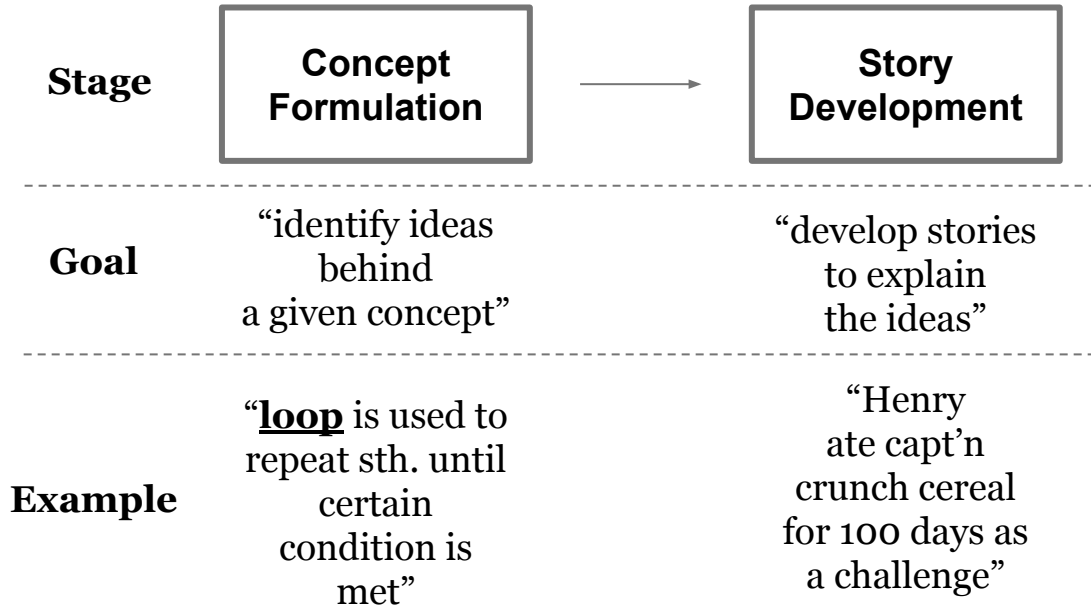 Stage
Concept
Formulation
Story
Development
Goal
“identify ideas
behind
a given concept”
“develop stories
to explain
the ideas”
Example
“loop is used to
repeat sth. until
certain
condition is
met”
“Henry
ate capt’n
crunch cereal
for 100 days as
a challenge”